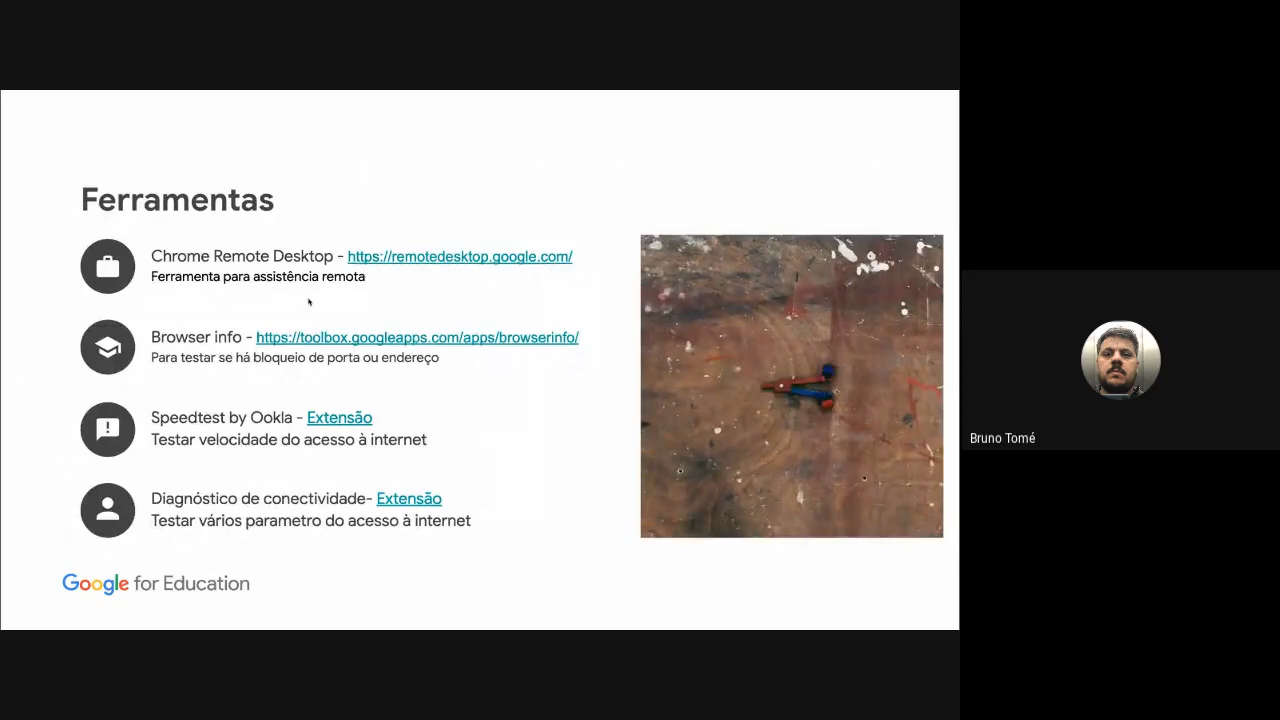 Ferramentas
Chrome Remote Desktop - https://remotedesktop.google.com/
Ferramenta para assistência remota
Browser info - https://toolbox.googleapps.com/apps/browserinfo/
Para testar se há bloqueio de porta ou endereço
Speedtest by Ookla - Extensão
Testar velocidade do acesso à internet
Diagnóstico de conectividade- Extensão
Testar vários parametro do acesso à internet
Google for Education
Bruno Tomé